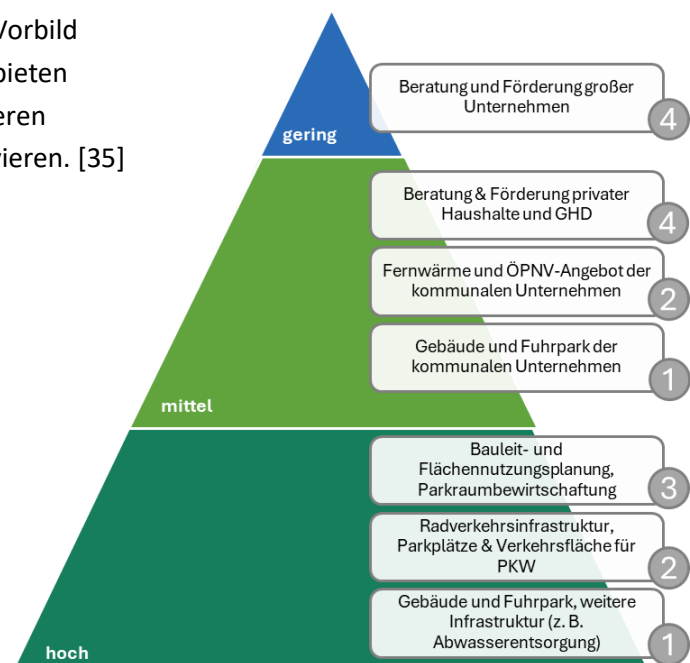 Vorbild
bieten
eren
vieren. [35]
gering
Beratung und Förderung großer
Unternehmen
4
Beratung & Förderung privater
Haushalte und GHD
4
Fernwärme und ÖPNV-Angebot der
kommunalen Unternehmen
2
Gebäude und Fuhrpark der
kommunalen Unternehmen
1
mittel
Bauleit- und
Flächennutzungsplanung,
Parkraumbewirtschaftung
3
Radverkehrsinfrastruktur,
Parkplätze & Verkehrsfläche für
PKW
2
Gebäude und Fuhrpark, weitere
Infrastruktur (z. B.
Abwasserentsorgung)
1
hoch